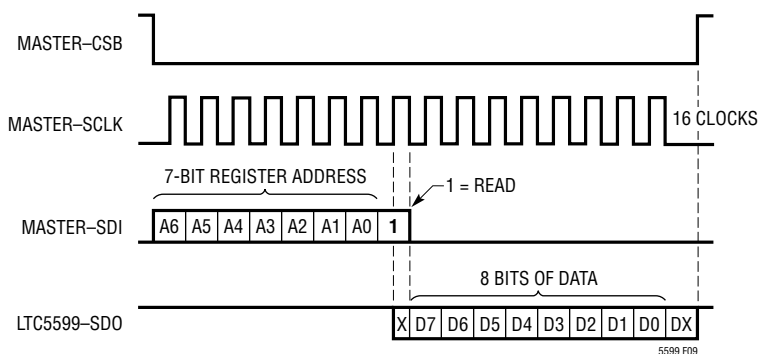 MASTER–CSB
MASTER–SCLK
16 CLOCKS
7-BIT REGISTER ADDRESS
1 = READ
MASTER–SDI
A6 A5 A4 A3 A2 A1 A0 1
8 BITS OF DATA
LTC5599–SDO
X D7 D6 D5 D4 D3 D2 D1 D0 DX
5599 F09